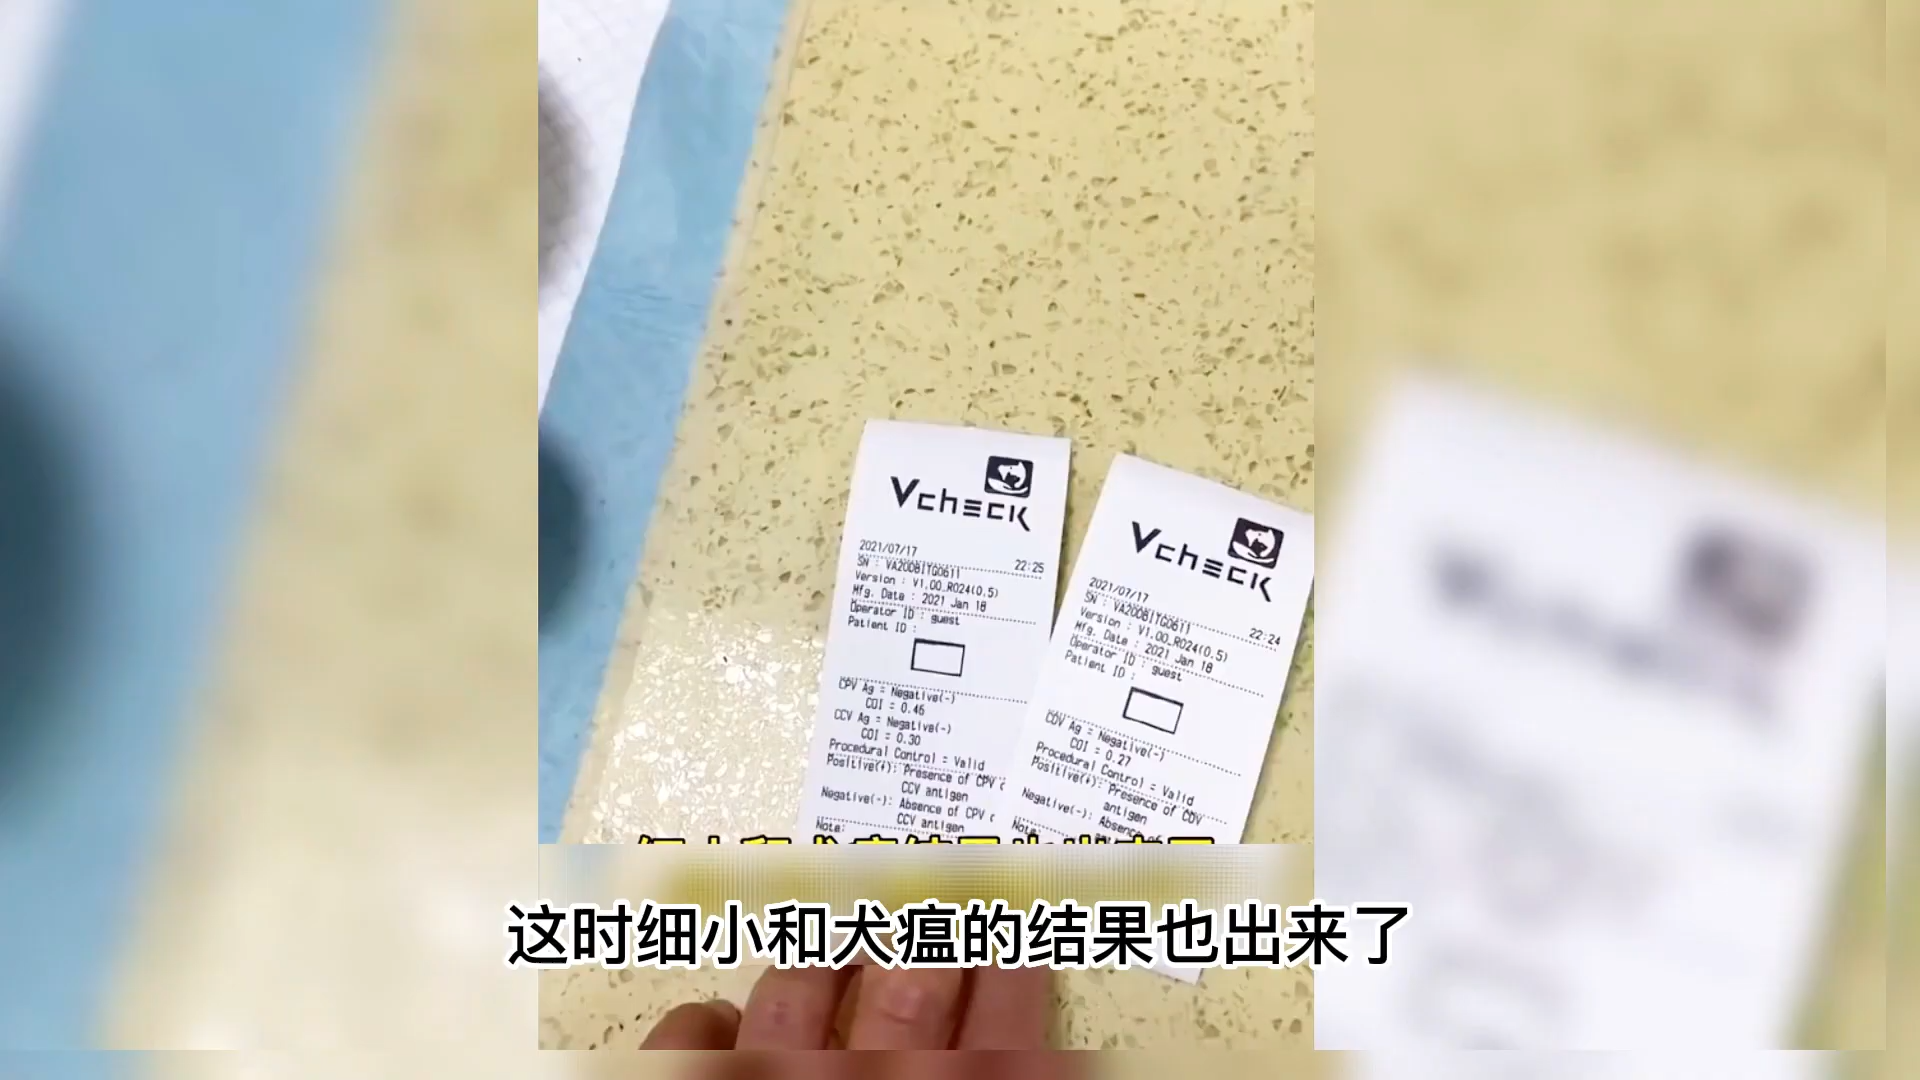 Vcheck
2021/07/17 22:25
SN : VA200BITG0611
Version : V1.00_R024(0.5)
Mfg. Date : 2021 Jan 18
Operator ID : guest
Patient ID :
CPV Ag = Negative(-)
COI = 0.46
CCV Ag = Negative(-)
COI = 0.30
Procedural Control = Valid
Positive(+): Presence of CPV
CCV antigen
Negative(-): Absence of CPV
CCV antigen
Note:
Vcheck
2021/07/17 22:24
SN : VA200BITG0611
Version : V1.00_R024(0.5)
Mfg. Date : 2021 Jan 18
Operator ID : guest
Patient ID :
CDV Ag = Negative(-)
COI = 0.27
Procedural Control = Valid
Positive(+): Presence of CDV
antigen
Negative(-): Absence of
Note:
这时细小和犬瘟的结果也出来了